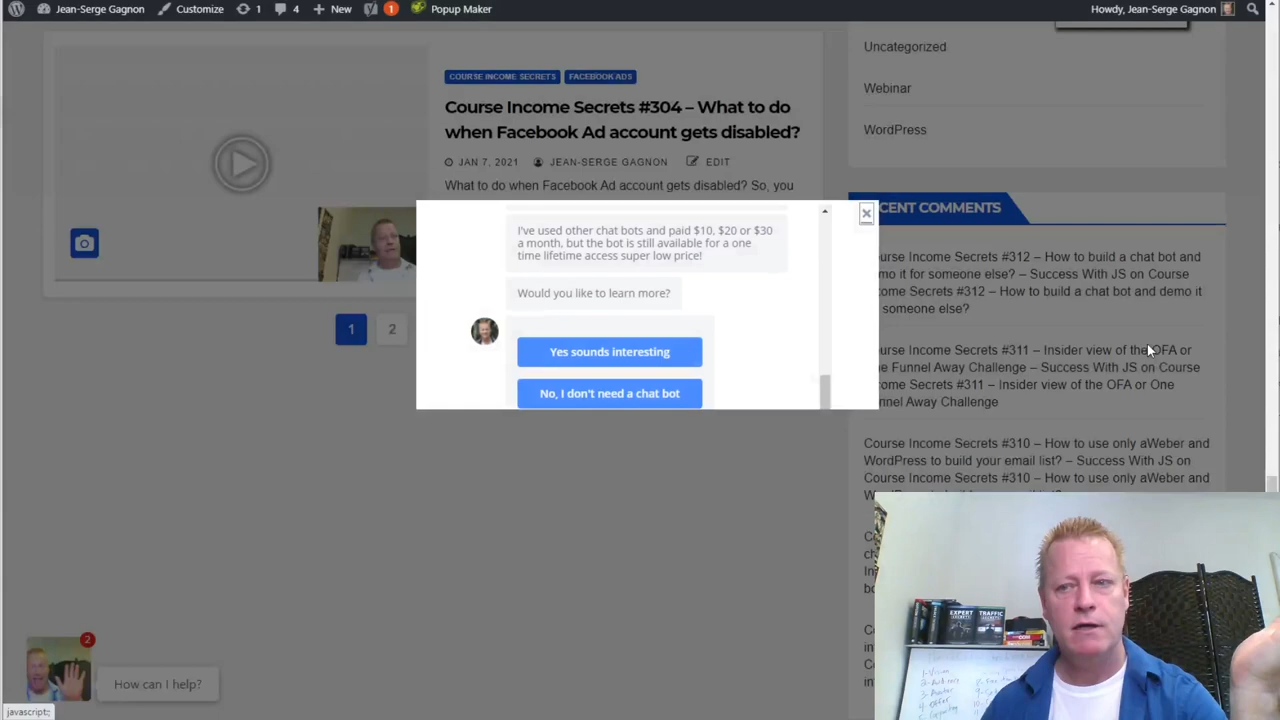 Jean-Serge Gagnon
Customize
1
4
New
1
Popup Maker
Howdy, Jean-Serge Gagnon
COURSE INCOME SECRETS
FACEBOOK ADS
Course Income Secrets #304 – What to do
when Facebook Ad account gets disabled?
JAN 7, 2021
JEAN-SERGE GAGNON
EDIT
What to do when Facebook Ad account gets disabled? So, you
1
2
I've used other chat bots and paid $10, $20 or $30
a month, but the bot is still available for a one
time lifetime access super low price!
Would you like to learn more?
Yes sounds interesting
No, I don't need a chat bot
Uncategorized
Webinar
WordPress
ECENT COMMENTS
urse Income Secrets #312 – How to build a chat bot and
mo it for someone else? – Success With JS on Course
ome Secrets #312 – How to build a chat bot and demo it
someone else?
urse Income Secrets #311 – Insider view of the OFA or
e Funnel Away Challenge – Success With JS on Course
ome Secrets #311 – Insider view of the OFA or One
nnel Away Challenge
Course Income Secrets #310 – How to use only aWeber and
WordPress to build your email list? – Success With JS on
Course Income Secrets #310 – How to use only aWeber and
EXPERT
SECRETS
TRAFFIC
SECRETS
2
How can I help?
javascript:;